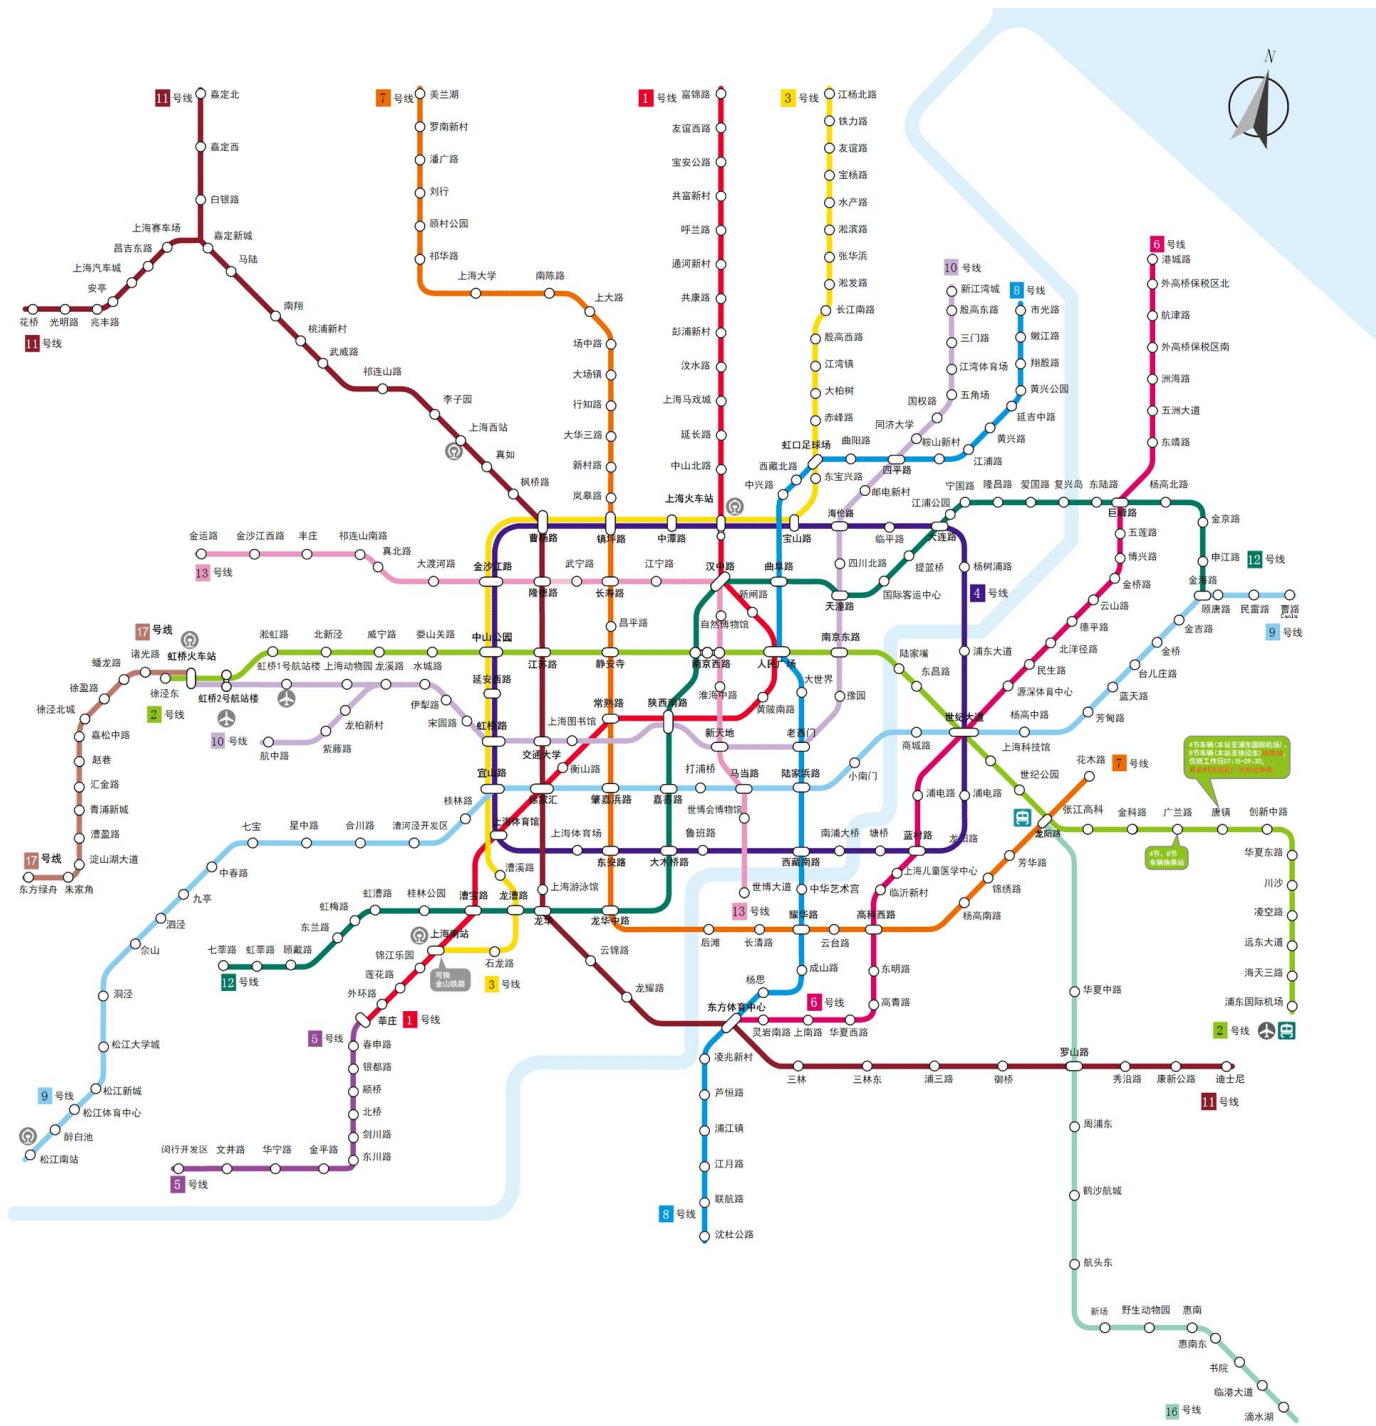 N
11 号线
嘉定北
嘉定西
白银路
上海赛车场
嘉定新城
昌吉东路
马陆
上海汽车城
安亭
花桥
光明路
兆丰路
11 号线
南翔
桃浦新村
武威路
祁连山路
李子园
上海西站
真如
枫桥路
曹杨路
7 号线
美兰湖
罗南新村
潘广路
刘行
顾村公园
祁华路
上海大学
南陈路
上大路
场中路
大场镇
行知路
大华三路
新村路
岚皋路
镇坪路
1 号线
富锦路
友谊西路
宝安公路
共富新村
呼兰路
通河新村
共康路
彭浦新村
汶水路
上海马戏城
延长路
中山北路
上海火车站
3 号线
江杨北路
铁力路
友谊路
宝杨路
水产路
淞滨路
张华浜
淞发路
长江南路
殷高西路
江湾镇
大柏树
赤峰路
虹口足球场
西藏北路
中兴路
东宝兴路
宝山路
中潭路
10 号线
新江湾城
殷高东路
三门路
江湾体育场
五角场
国权路
同济大学
四平路
邮电新村
海伦路
8 号线
市光路
嫩江路
翔殷路
黄兴公园
延吉中路
黄兴路
江浦路
鞍山新村
曲阳路
6 号线
港城路
外高桥保税区北
航津路
外高桥保税区南
洲海路
五洲大道
东靖路
巨峰路
五莲路
博兴路
金桥路
云山路
德平路
北洋泾路
民生路
源深体育中心
世纪大道
宁国路
隆昌路
爱国路
复兴岛
东陆路
杨高北路
金京路
申江路
12 号线
金海路
顾唐路
民雷路
曹路
Caolu
9 号线
金吉路
金桥
台儿庄路
蓝天路
芳甸路
杨高中路
江浦公园
大连路
临平路
提篮桥
国际客运中心
四川北路
天潼路
杨树浦路
4 号线
浦东大道
金运路
金沙江西路
丰庄
祁连山南路
真北路
大渡河路
金沙江路
13 号线
隆德路
武宁路
长寿路
江宁路
汉中路
曲阜路
新闸路
自然博物馆
昌平路
17 号线
虹桥火车站
诸光路
蟠龙路
徐盈路
徐泾北城
嘉松中路
赵巷
汇金路
青浦新城
漕盈路
淀山湖大道
17 号线
东方绿舟
朱家角
徐泾东
2 号线
虹桥2号航站楼
淞虹路
北新泾
威宁路
娄山关路
中山公园
江苏路
静安寺
南京西路
人民广场
南京东路
陆家嘴
东昌路
虹桥1号航站楼
上海动物园
龙溪路
水城路
伊犁路
宋园路
虹桥路
10 号线
航中路
紫藤路
龙柏新村
延安西路
交通大学
上海图书馆
常熟路
陕西南路
淮海中路
黄陂南路
大世界
豫园
新天地
老西门
宜山路
桂林路
徐家汇
衡山路
肇嘉浜路
嘉善路
打浦桥
马当路
陆家浜路
小南门
商城路
世博会博物馆
上海科技馆
世纪公园
花木路
7 号线
龙阳路
芳华路
锦绣路
杨高南路
张江高科
金科路
广兰路
唐镇
创新中路
华夏东路
川沙
凌空路
远东大道
海天三路
浦东国际机场
2 号线
4节、8节
车辆换乘站
浦电路
浦电路
蓝村路
塘桥
南浦大桥
西藏南路
鲁班路
大木桥路
东安路
上海体育场
上海体育馆
上海儿童医学中心
临沂新村
高科西路
东明路
高青路
华夏西路
上南路
灵岩南路
6 号线
东方体育中心
七宝
星中路
合川路
漕河泾开发区
中春路
九亭
泗泾
佘山
洞泾
松江大学城
松江新城
松江体育中心
醉白池
松江南站
9 号线
漕溪路
龙漕路
漕宝路
桂林公园
虹漕路
虹梅路
东兰路
顾戴路
虹莘路
七莘路
12 号线
上海南站
可换
金山铁路
石龙路
3 号线
锦江乐园
莲花路
外环路
莘庄
1 号线
5 号线
春申路
银都路
颛桥
北桥
剑川路
东川路
金平路
华宁路
文井路
闵行开发区
5 号线
上海游泳馆
龙华
龙华中路
云锦路
龙耀路
后滩
长清路
耀华路
云台路
中华艺术宫
成山路
杨思
世博大道
13 号线
凌兆新村
芦恒路
浦江镇
江月路
联航路
沈杜公路
8 号线
三林
三林东
浦三路
御桥
罗山路
秀沿路
康新公路
迪士尼
11 号线
华夏中路
周浦东
鹤沙航城
航头东
新场
野生动物园
惠南
惠南东
书院
临港大道
滴水湖
16 号线